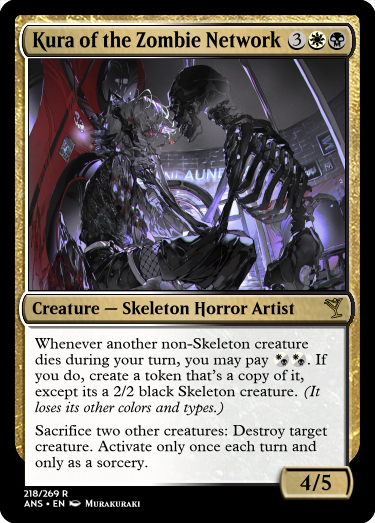 Kura of the Zombie Network 3
AUNE
Creature — Skeleton Horror Artist
Whenever another non-Skeleton creature
dies during your turn, you may pay . If
you do, create a token that's a copy of it,
except its a 2/2 black Skeleton creature. (It
loses its other colors and types.)
Sacrifice two other creatures: Destroy target
creature. Activate only once each turn and
only as a sorcery.
4/5
218/269 R
ANS • EN Murakuraki